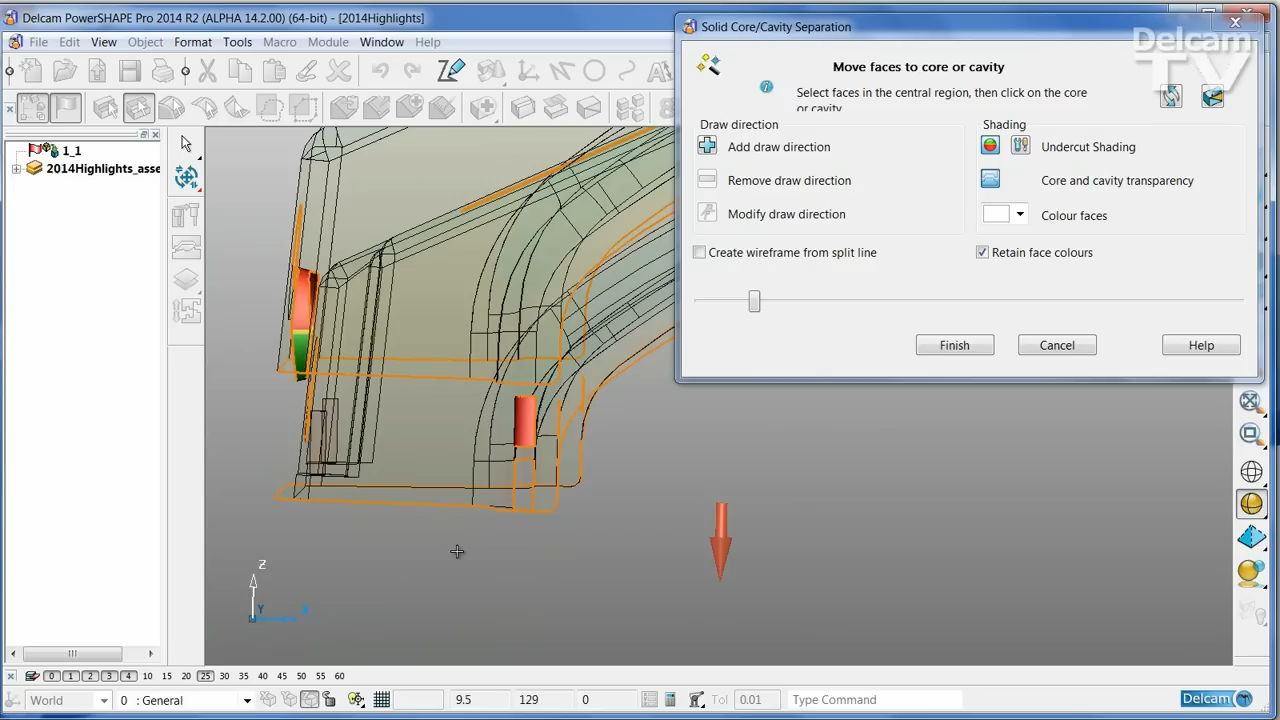 Delcam PowerSHAPE Pro 2014 R2 (ALPHA 14.2.00) (64-bit) - [2014Highlights]
File Edit View Object Format Tools Macros Module Window Help
1_1
2014Highlights_asse
Solid Core/Cavity Separation
Delcam
TV
Move faces to core or cavity
Select faces in the central region, then click on the core
or cavity
Draw direction
Shading
Add draw direction
Undercut Shading
Remove draw direction
Core and cavity transparency
Modify draw direction
Colour faces
Create wireframe from split line
Retain face colours
Finish
Cancel
Help
Z
Y
X
0 1 2 3 4 10 15 20 25 30 35 40 45 50 55 60
World
0 : General
9.5 129 0
Tol 0.01
Type Command
Delcam